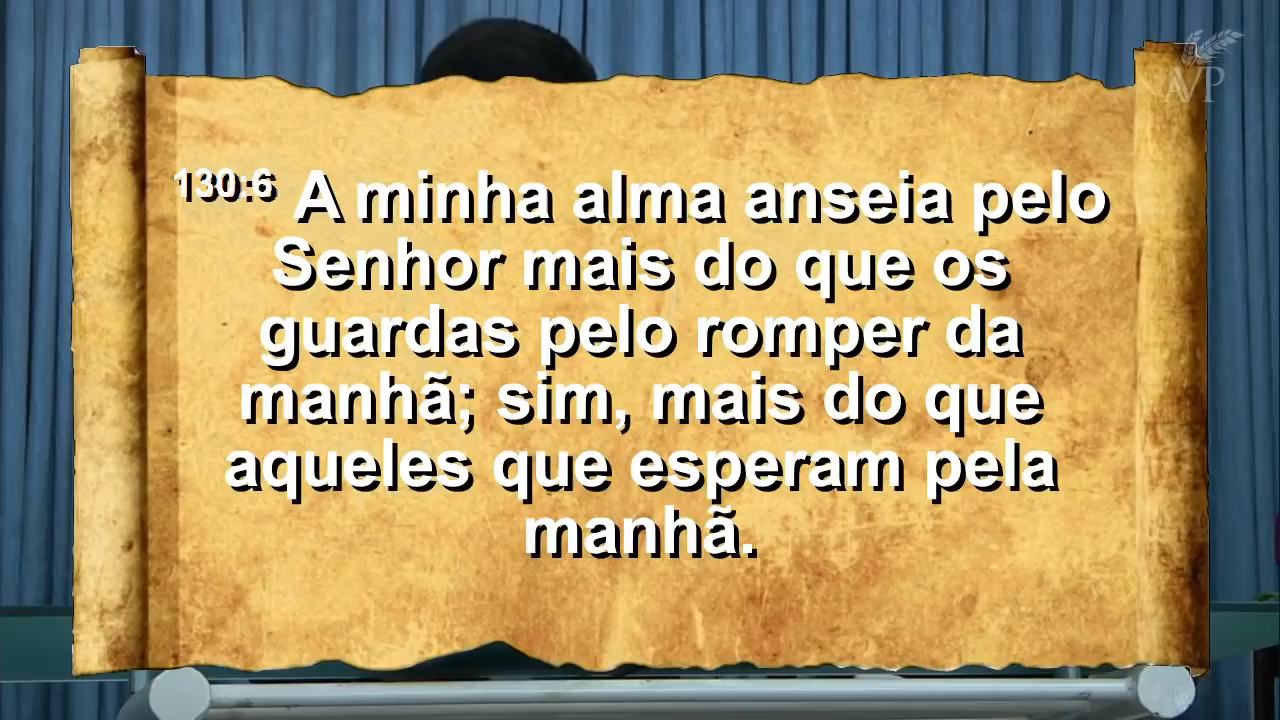 AVP
130:6 A minha alma anseia pelo
Senhor mais do que os
guardas pelo romper da
manhã; sim, mais do que
aqueles que esperam pela
manhã.